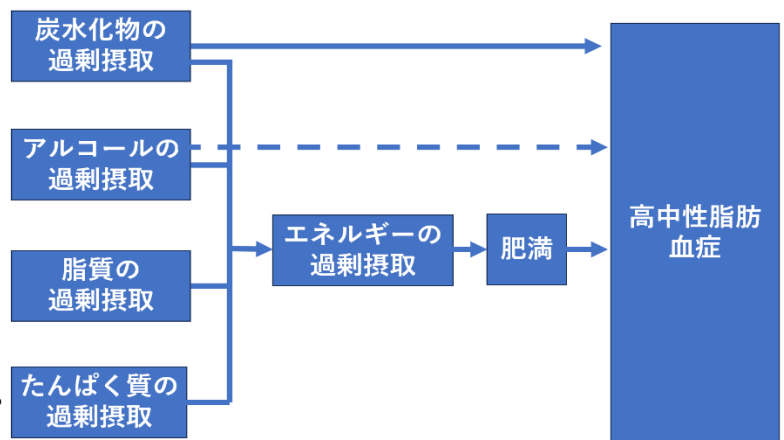 炭水化物の
過剰摂取
アルコールの
過剰摂取
脂質の
過剰摂取
たんぱく質の
過剰摂取
エネルギーの
過剰摂取
肥満
高中性脂肪
血症